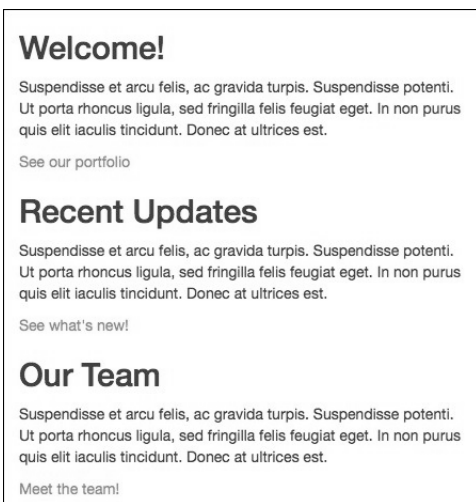 Welcome!
Suspendisse et arcu felis, ac gravida turpis. Suspendisse potenti.
Ut porta rhoncus ligula, sed fringilla felis feugiat eget. In non purus
quis elit iaculis tincidunt. Donec at ultrices est.
See our portfolio
Recent Updates
Suspendisse et arcu felis, ac gravida turpis. Suspendisse potenti.
Ut porta rhoncus ligula, sed fringilla felis feugiat eget. In non purus
quis elit iaculis tincidunt. Donec at ultrices est.
See what's new!
Our Team
Suspendisse et arcu felis, ac gravida turpis. Suspendisse potenti.
Ut porta rhoncus ligula, sed fringilla felis feugiat eget. In non purus
quis elit iaculis tincidunt. Donec at ultrices est.
Meet the team!